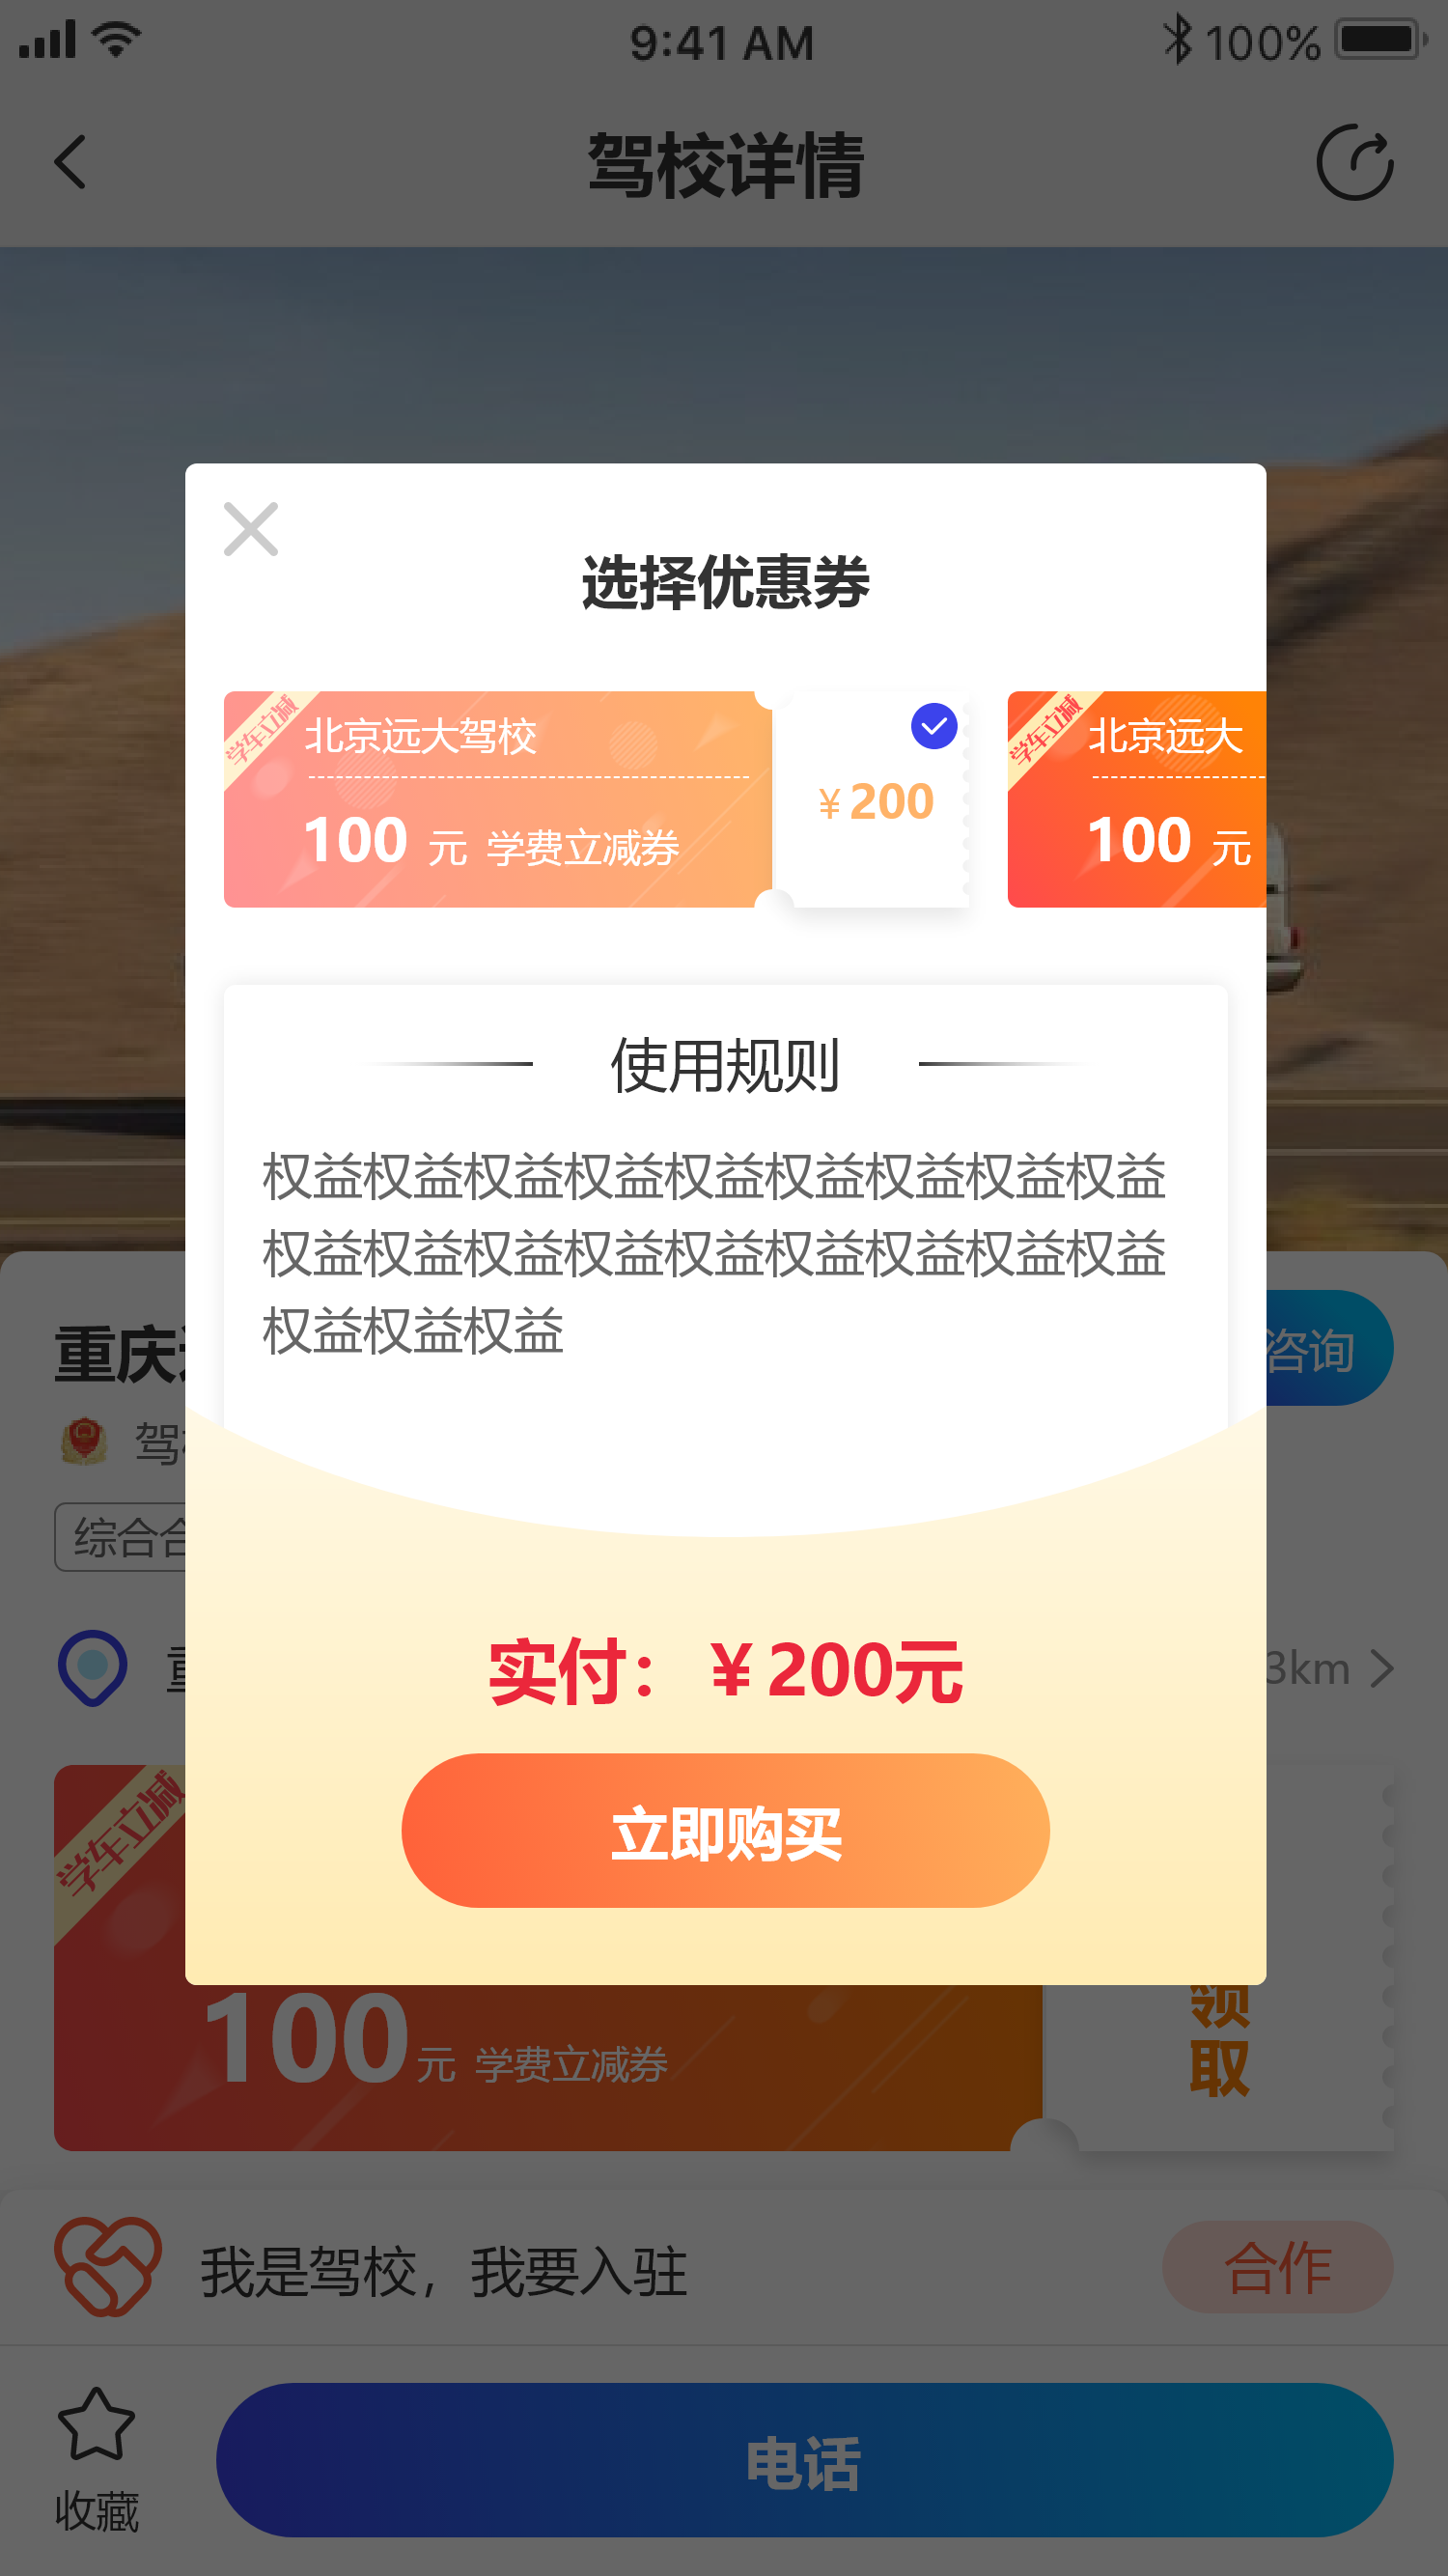 9:41 AM 100%
驾校详情
选择优惠券
学车立减 北京远大驾校
100 元 学费立减券
¥200
学车立减 北京远大
100 元
使用规则
权益权益权益权益权益权益权益权益权益
权益权益权益权益权益权益权益权益权益
权益权益权益
重庆
咨询
驾
综合
3km
实付：¥200元
立即购买
学车立减
100元 学费立减券
领
取
我是驾校，我要入驻
合作
收藏
电话